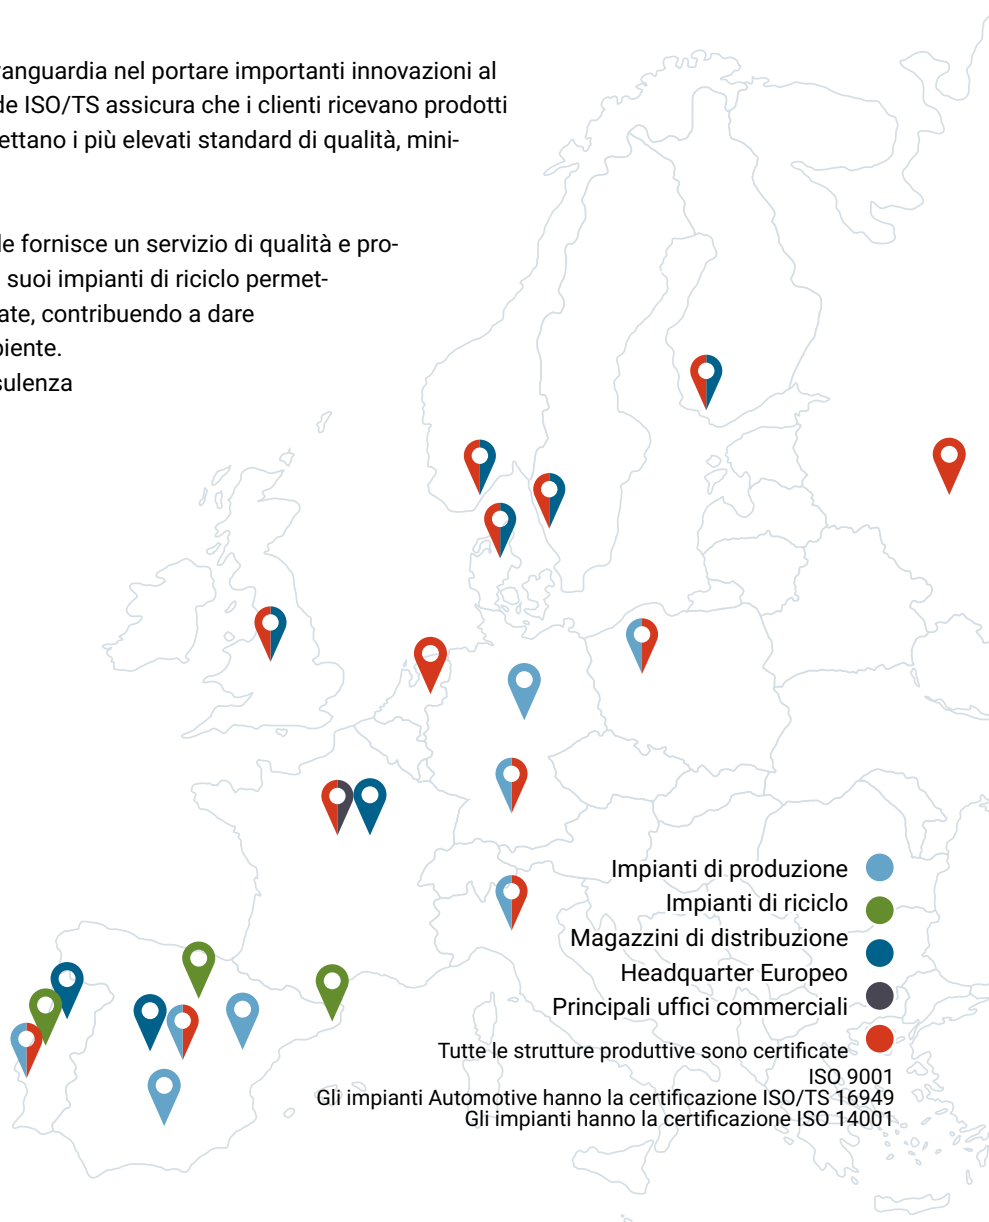 vanguardia nel portare importanti innovazioni al
de ISO/TS assicura che i clienti ricevano prodotti
ettano i più elevati standard di qualità, mini-
le fornisce un servizio di qualità e pro-
suoi impianti di riciclo permet-
ate, contribuendo a dare
piente.
sulenza
Impianti di produzione
Impianti di riciclo
Magazzini di distribuzione
Headquarter Europeo
Principali uffici commerciali
Tutte le strutture produttive sono certificate
ISO 9001
Gli impianti Automotive hanno la certificazione ISO/TS 16949
Gli impianti hanno la certificazione ISO 14001